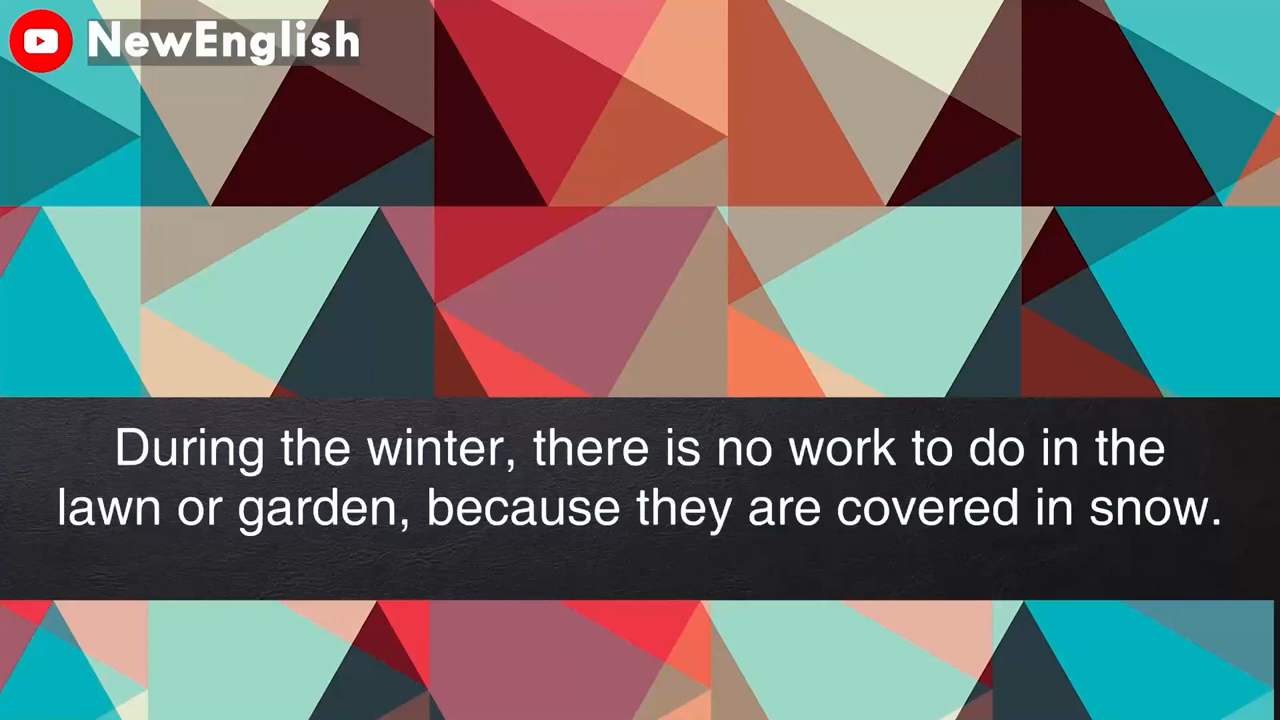 NewEnglish
During the winter, there is no work to do in the
lawn or garden, because they are covered in snow.